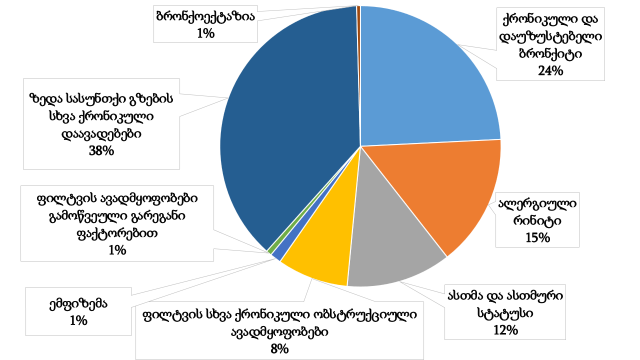 ბრონქოექტაზია
1%
ქრონიკული და
დაუზუსტებელი
ბრონქიტი
24%
ზედა სასუნთქი გზების
სხვა ქრონიკული
დაავადებები
38%
ალერგიული
რინიტი
15%
ფილტვის ავადმყოფობები
გამოწვეული გარეგანი
ფაქტორებით
1%
ემფიზემა
1%
ფილტვის სხვა ქრონიკული ობსტრუქციული
ავადმყოფობები
8%
ასთმა და ასთმური
სტატუსი
12%